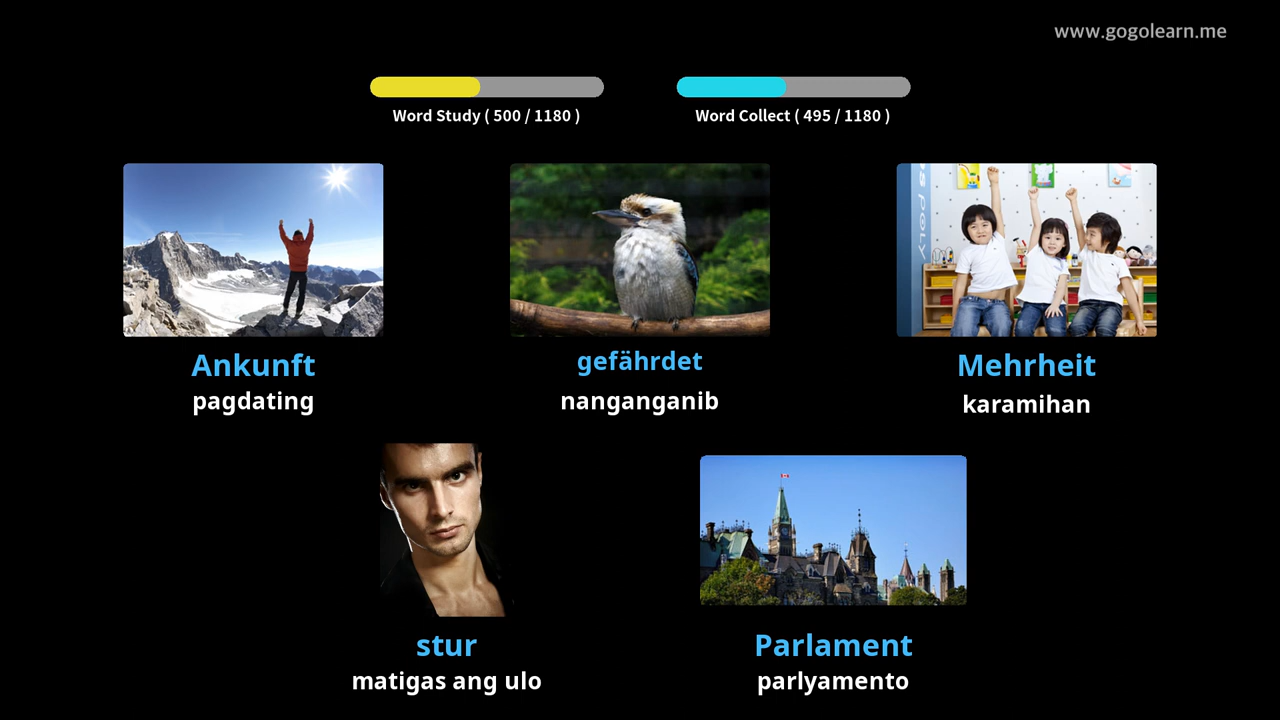 www.gogolearn.me
Word Study ( 500 / 1180 )
Word Collect ( 495 / 1180 )
Ankunft
pagdating
gefährdet
nanganganib
Mehrheit
karamihan
stur
matigas ang ulo
Parlament
parlyamento